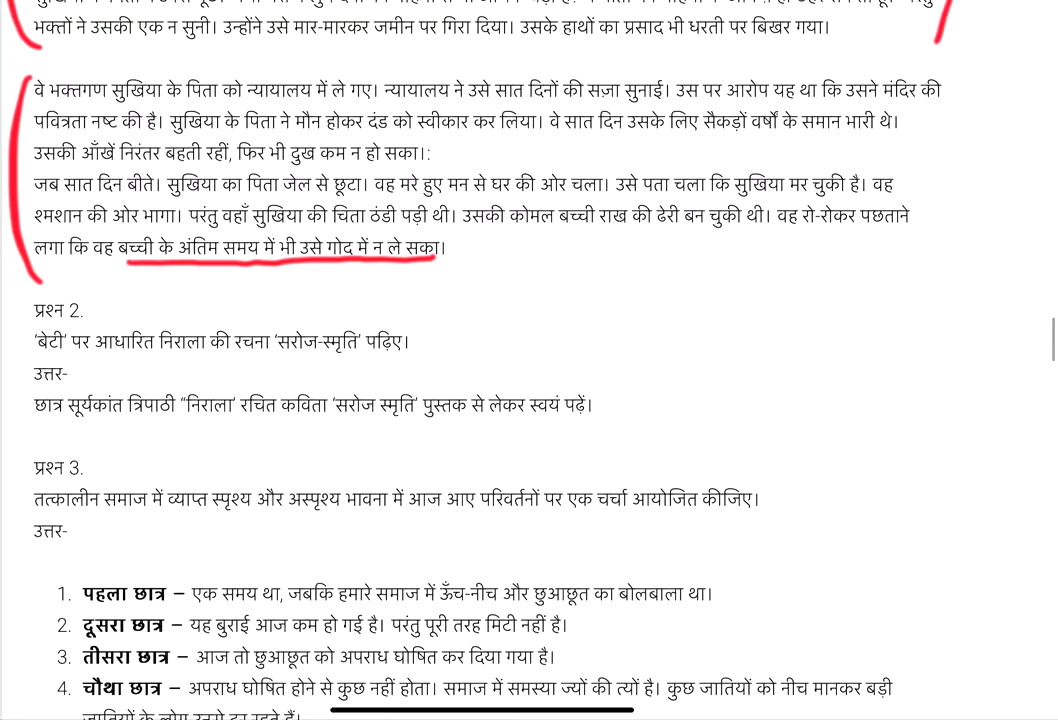 भक्तों ने उसकी एक न सुनी। उन्होंने उसे मार-मारकर जमीन पर गिरा दिया। उसके हाथों का प्रसाद भी धरती पर बिखर गया।
वे भक्तगण सुखिया के पिता को न्यायालय में ले गए। न्यायालय ने उसे सात दिनों की सज़ा सुनाई। उस पर आरोप यह था कि उसने मंदिर की
पवित्रता नष्ट की है। सुखिया के पिता ने मौन होकर दंड को स्वीकार कर लिया। वे सात दिन उसके लिए सैकड़ों वर्षों के समान भारी थे।
उसकी आँखें निरंतर बहती रहीं, फिर भी दुख कम न हो सका।:
जब सात दिन बीते। सुखिया का पिता जेल से छूटा। वह मरे हुए मन से घर की ओर चला। उसे पता चला कि सुखिया मर चुकी है। वह
श्मशान की ओर भागा। परंतु वहाँ सुखिया की चिता ठंडी पड़ी थी। उसकी कोमल बच्ची राख की ढेरी बन चुकी थी। वह रो-रोकर पछताने
लगा कि वह बच्ची के अंतिम समय में भी उसे गोद में न ले सका।
प्रश्न 2.
‘बेटी’ पर आधारित निराला की रचना ‘सरोज-स्मृति’ पढ़िए।
उत्तर-
छात्र सूर्यकांत त्रिपाठी “निराला’ रचित कविता ‘सरोज स्मृति’ पुस्तक से लेकर स्वयं पढ़ें।
प्रश्न 3.
तत्कालीन समाज में व्याप्त स्पृश्य और अस्पृश्य भावना में आज आए परिवर्तनों पर एक चर्चा आयोजित कीजिए।
उत्तर-
1. पहला छात्र – एक समय था, जबकि हमारे समाज में ऊँच-नीच और छुआछूत का बोलबाला था।
2. दूसरा छात्र – यह बुराई आज कम हो गई है। परंतु पूरी तरह मिटी नहीं है।
3. तीसरा छात्र – आज तो छुआछूत को अपराध घोषित कर दिया गया है।
4. चौथा छात्र – अपराध घोषित होने से कुछ नहीं होता। समाज में समस्या ज्यों की त्यों है। कुछ जातियों को नीच मानकर बड़ी